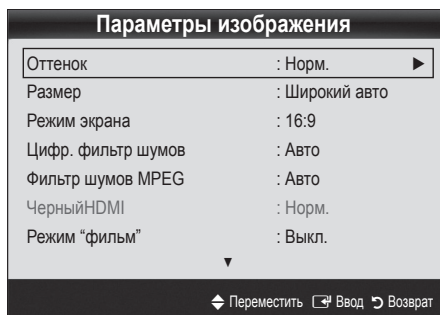 Параметры изображения
Оттенок : Норм.
Размер : Широкий авто
Режим экрана : 16:9
Цифр. фильтр шумов : Авто
Фильтр шумов MPEG : Авто
ЧерныйHDMI : Норм.
Режим “фильм” : Выкл.
Переместить Ввод Возврат